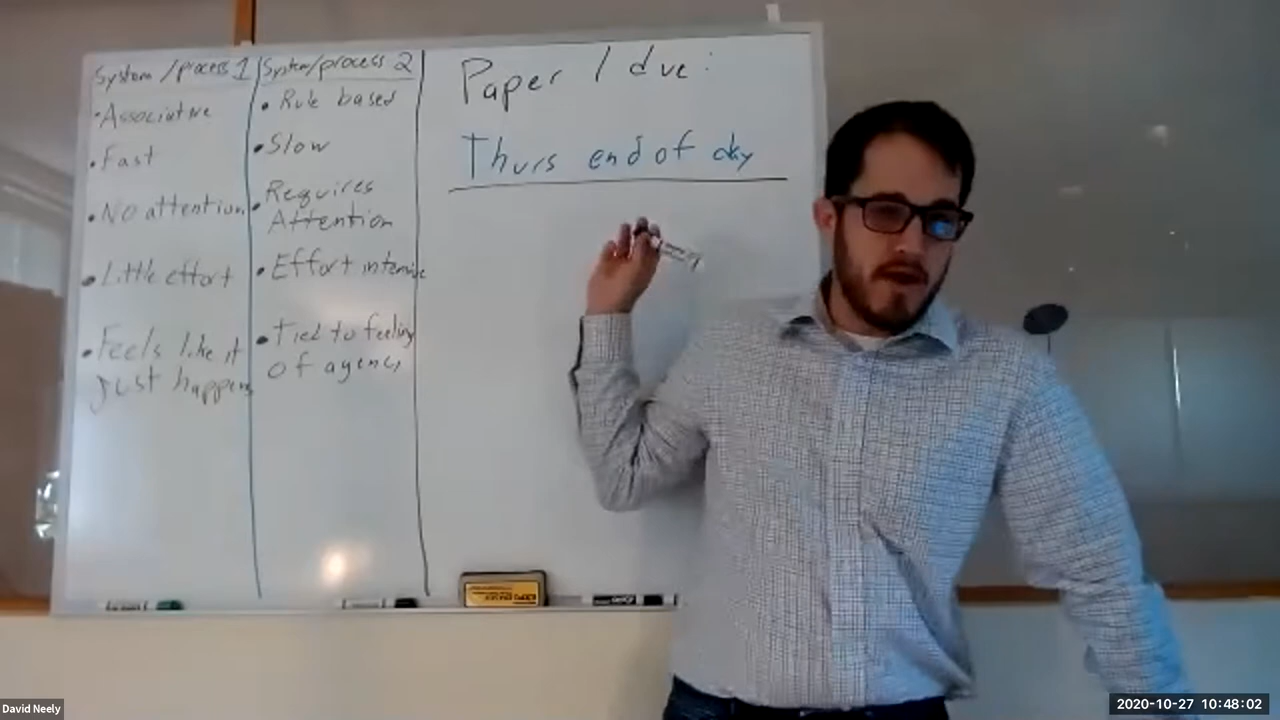 System/process 1
• Associative
• Fast
• No attention
• Little effort
• Feels like it
just happens
System/process 2
• Rule based
• Slow
• Requires
Attention
• Effort intensive
• Tied to feeling
of agency
Paper 1 due:
Thurs end of day
EXPO
David Neely
2020-10-27 10:48:02